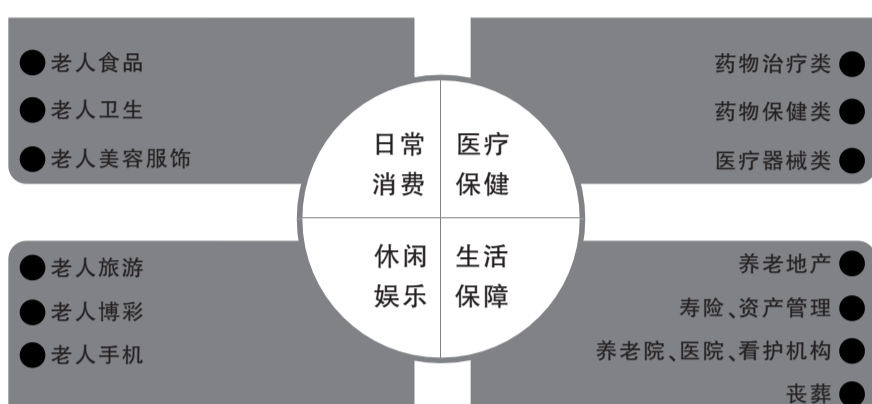 老人食品
老人卫生
老人美容服饰
药物治疗类
药物保健类
医疗器械类
日常
消费
医疗
保健
休闲
娱乐
生活
保障
老人旅游
老人博彩
老人手机
养老地产
寿险、资产管理
养老院、医院、看护机构
丧葬